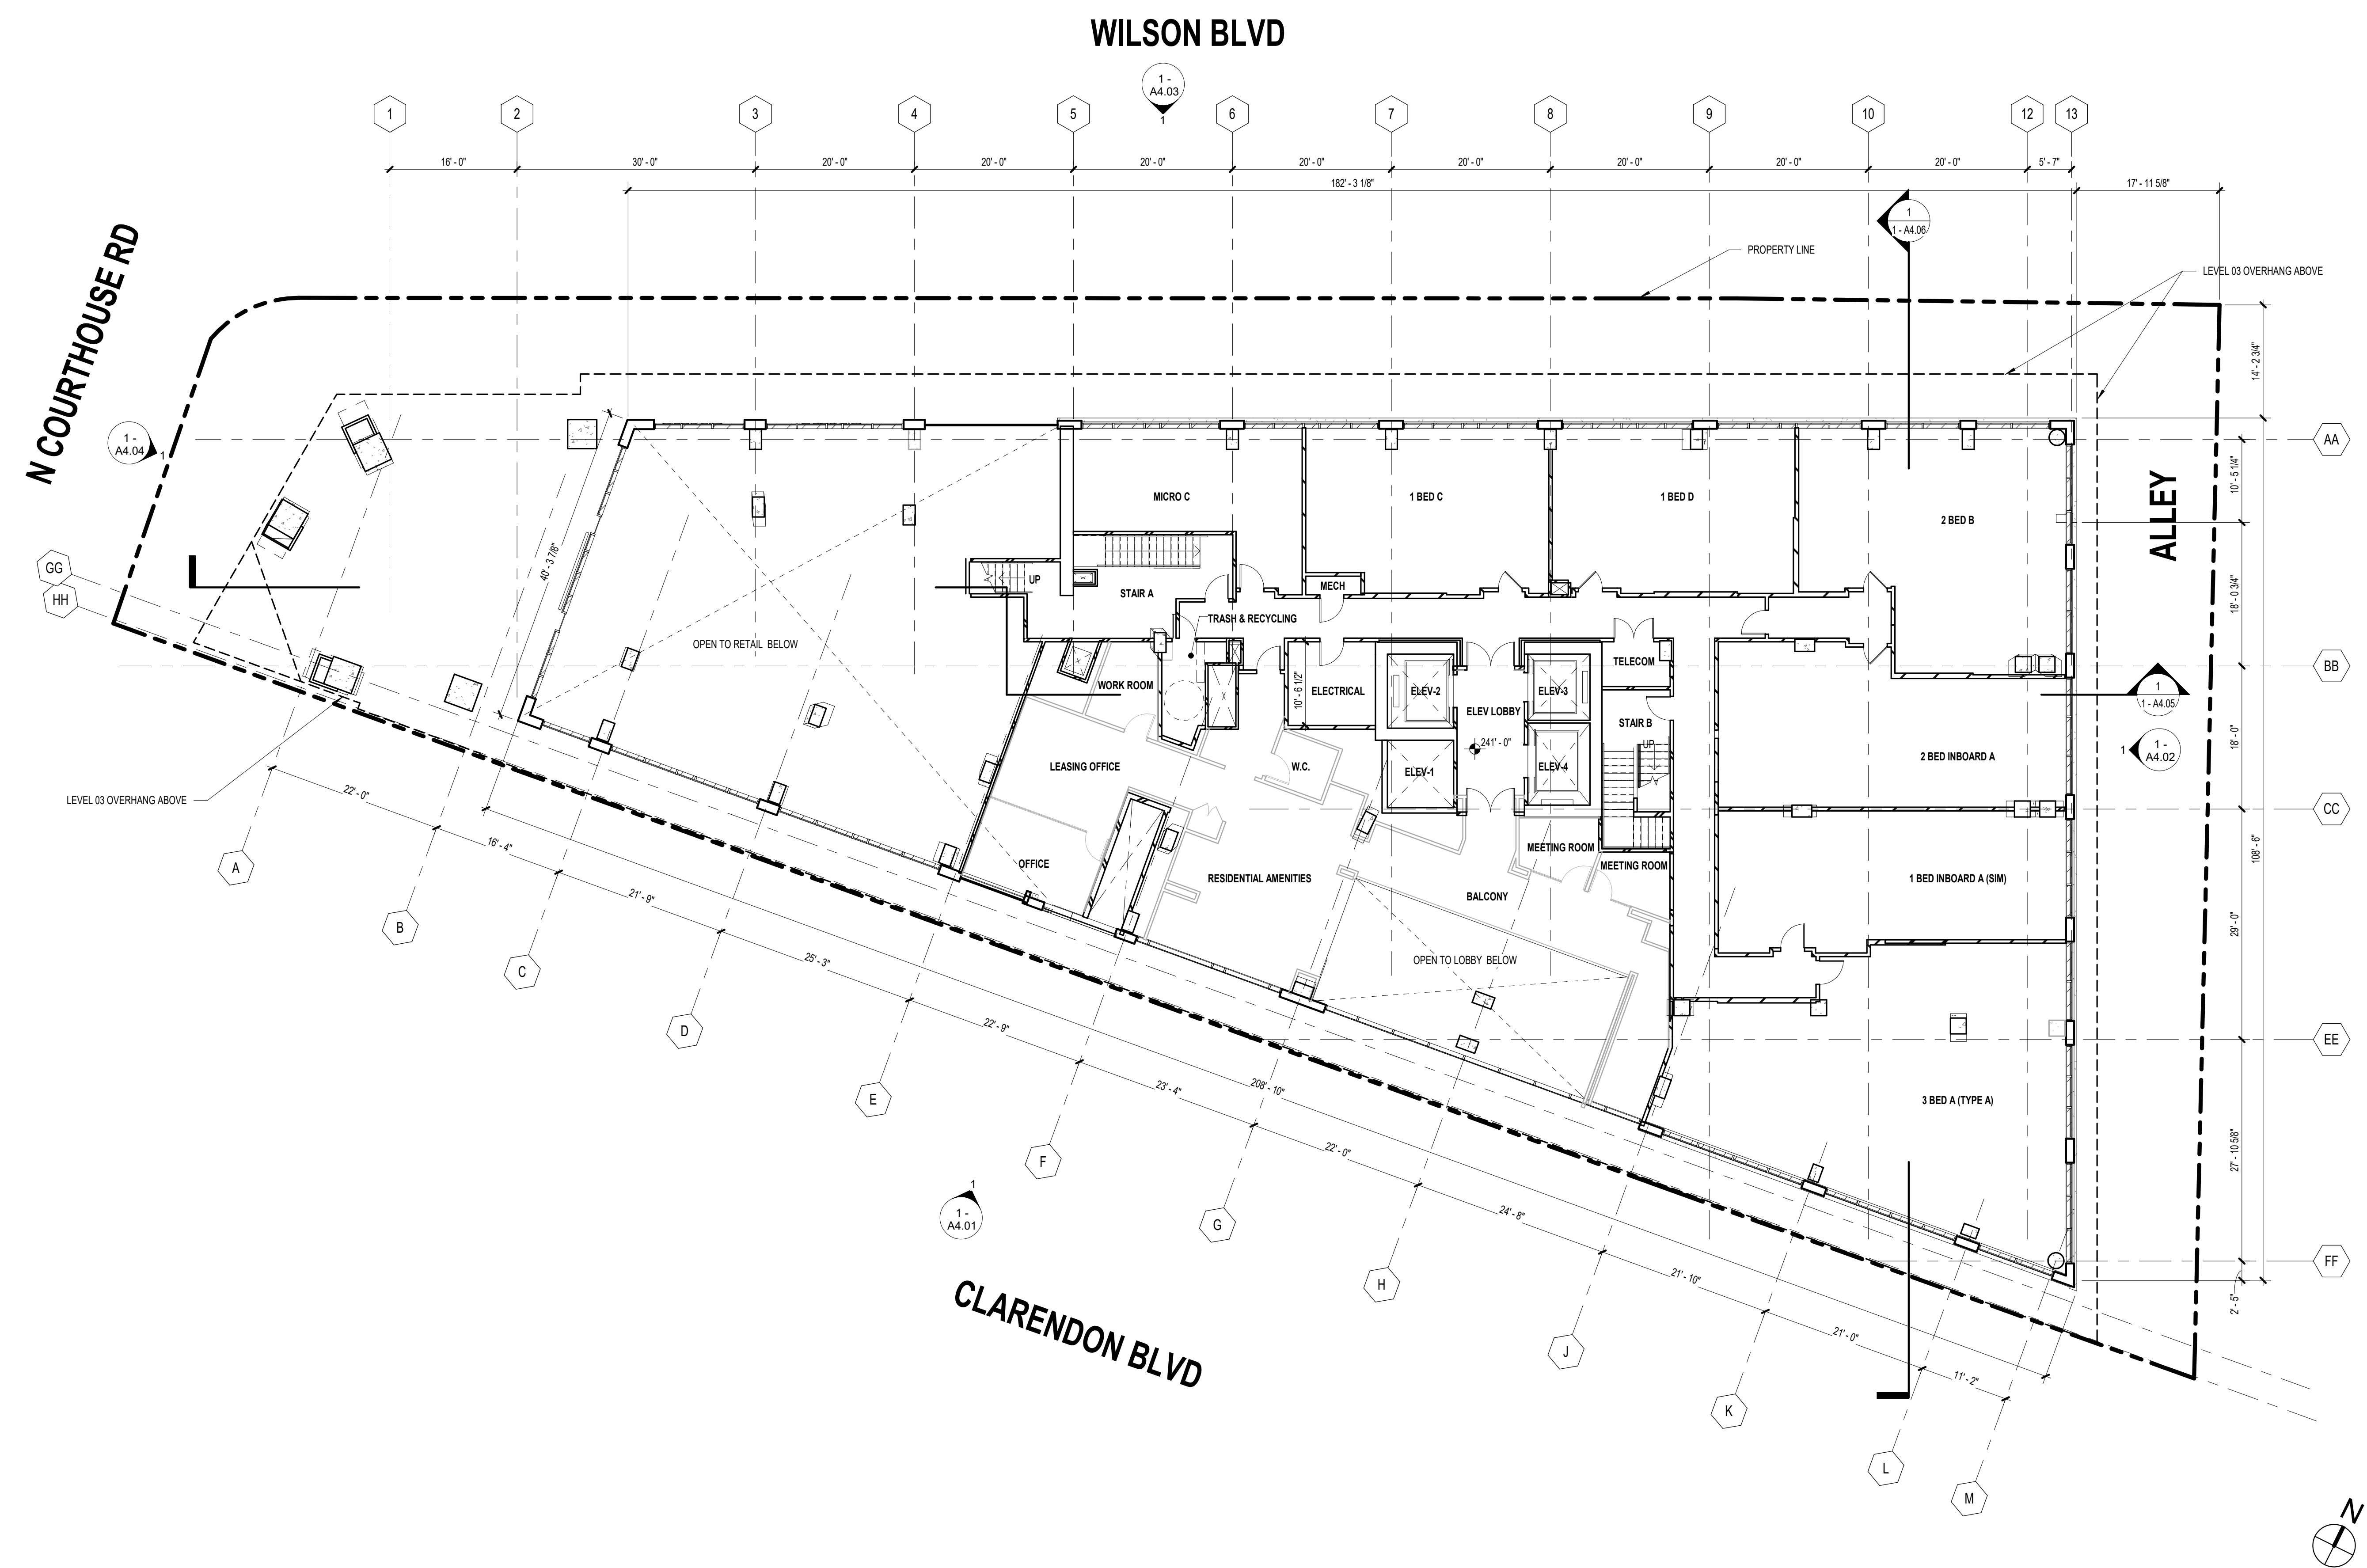 WILSON BLVD
1 -
A4.03
1
1
2
3
4
5
6
7
8
9
10
12
13
16' - 0"
30' - 0"
20' - 0"
20' - 0"
20' - 0"
20' - 0"
20' - 0"
20' - 0"
20' - 0"
20' - 0"
5' - 7"
182' - 3 1/8"
17' - 11 5/8"
1
1 - A4.06
PROPERTY LINE
LEVEL 03 OVERHANG ABOVE
N COURTHOUSE RD
14' - 2 3/4"
1 -
A4.04
1
AA
10' - 5 1/4"
ALLEY
MICRO C
1 BED C
1 BED D
2 BED B
40' - 3 7/8"
GG
HH
UP
STAIR A
MECH
18' - 0 3/4"
TRASH & RECYCLING
OPEN TO RETAIL BELOW
TELECOM
BB
WORK ROOM
10' - 6 1/2"
ELECTRICAL
ELEV-2
ELEV-3
ELEV LOBBY
STAIR B
1
1 - A4.05
241' - 0"
UP
18' - 0"
1
1 -
A4.02
LEASING OFFICE
W.C.
ELEV-1
ELEV-4
2 BED INBOARD A
LEVEL 03 OVERHANG ABOVE
22' - 0"
CC
16' - 4"
A
OFFICE
RESIDENTIAL AMENITIES
MEETING ROOM
MEETING ROOM
BALCONY
1 BED INBOARD A (SIM)
108' - 6"
21' - 9"
B
29' - 0"
25' - 3"
C
OPEN TO LOBBY BELOW
22' - 9"
D
EE
23' - 4"
208' - 10"
E
3 BED A (TYPE A)
22' - 0"
F
27' - 10 5/8"
1
1 -
A4.01
24' - 8"
G
FF
21' - 10"
H
2' - 5"
CLARENDON BLVD
21' - 0"
J
11' - 2"
K
L
M
N